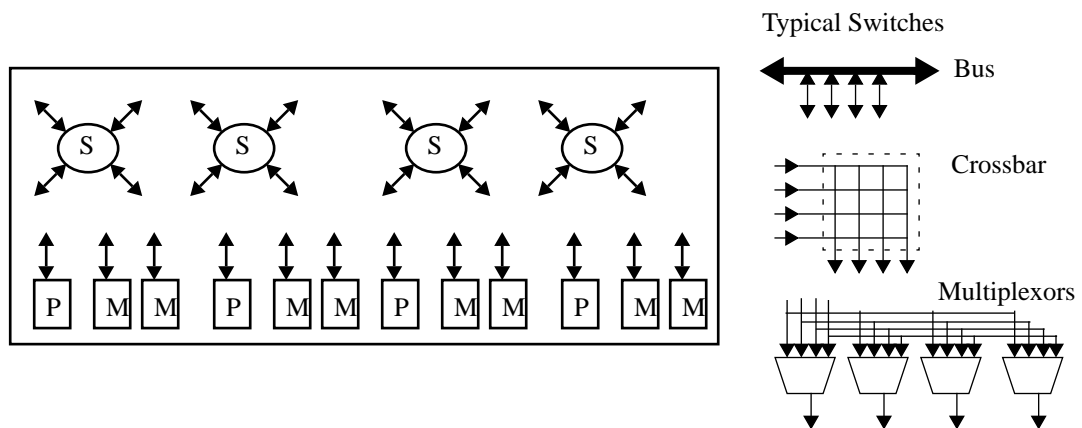 Typical Switches
Bus
S S S S
Crossbar
P M M P M M P M M P M M
Multiplexors